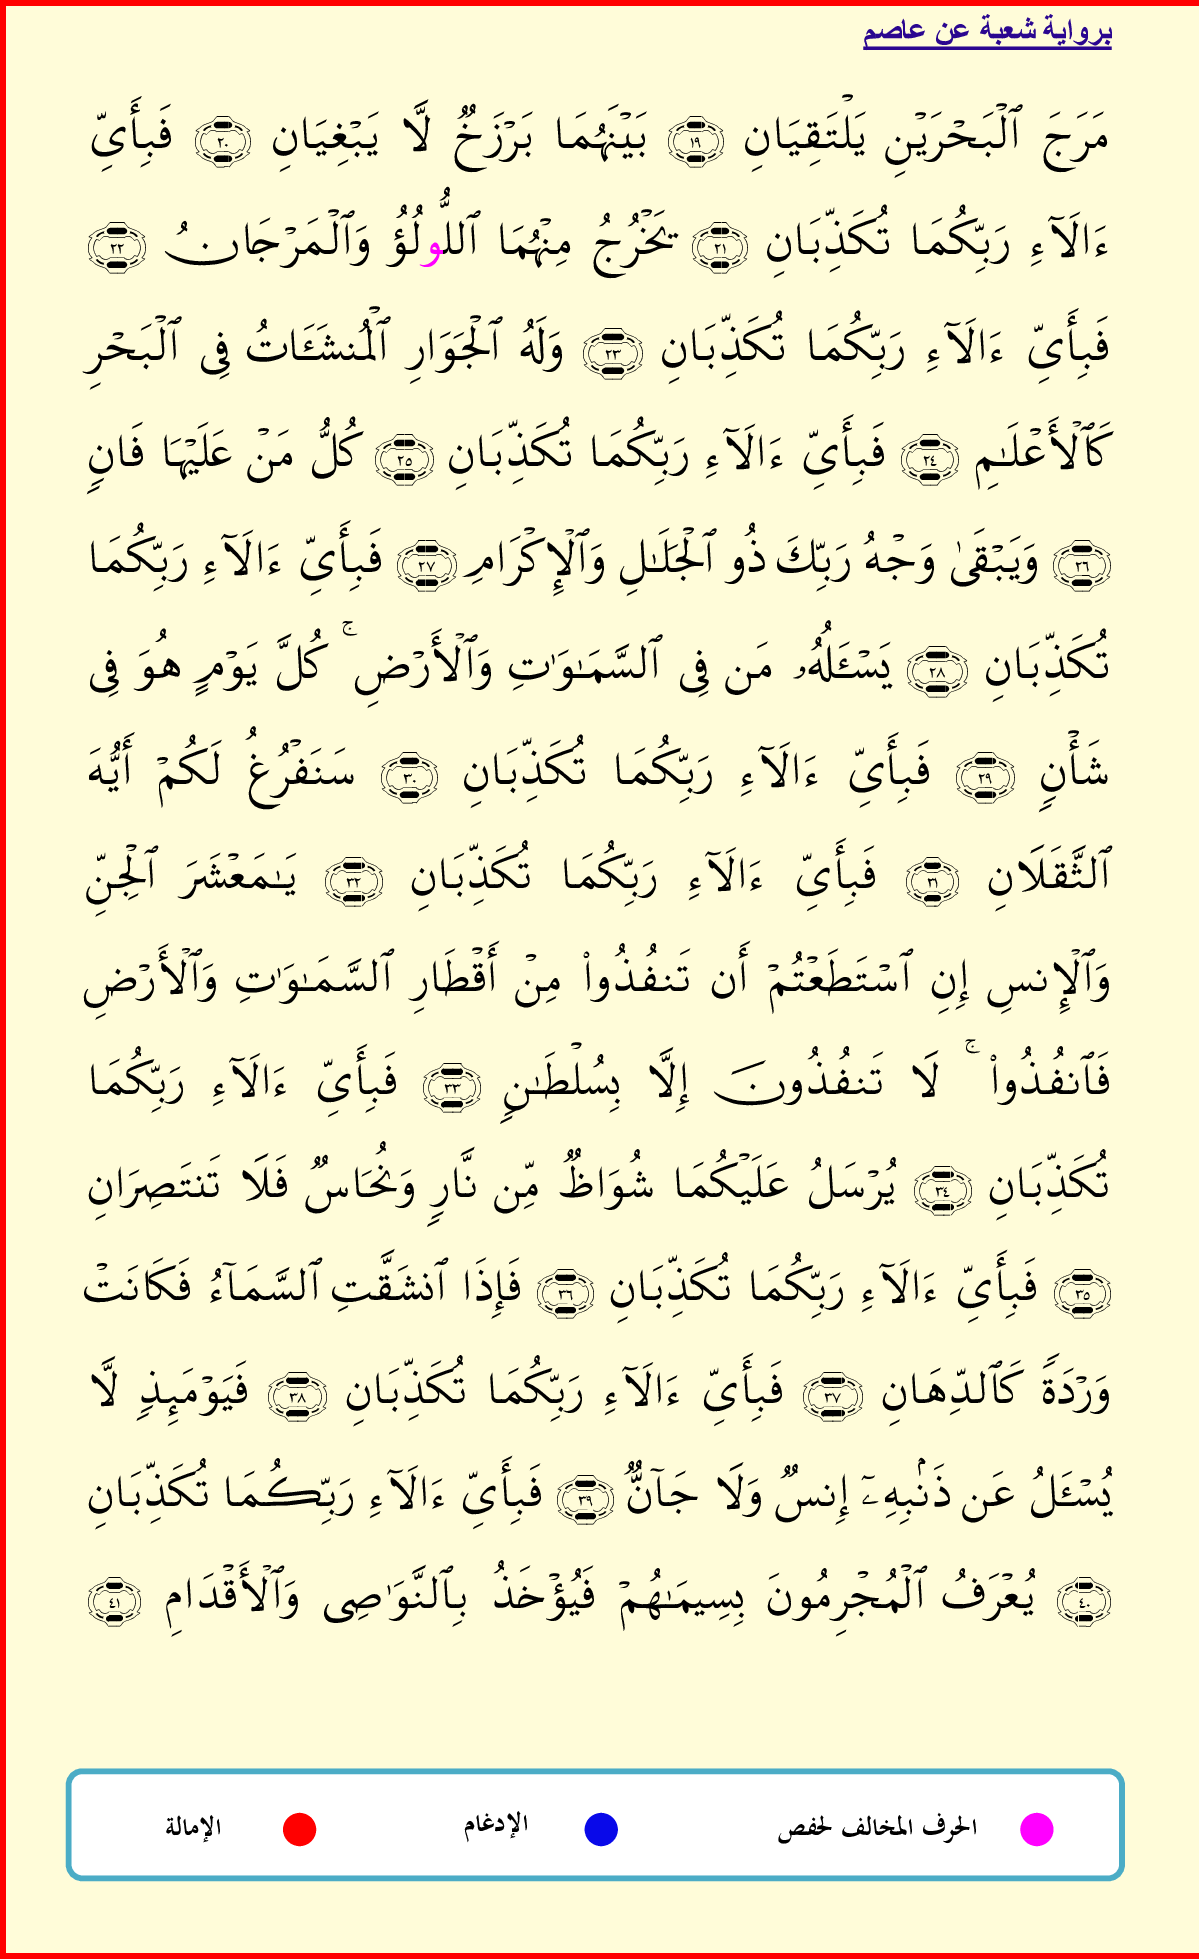 برواية شعبة عن عاصم
مَرَجَ ٱلۡبَحۡرَيۡنِ يَلۡتَقِيَانِ ١٩ بَيۡنَهُمَا بَرۡزَخٞ لَّا يَبۡغِيَانِ ٢٠ فَبِأَيِّ
ءَالَآءِ رَبِّكُمَا تُكَذِّبَانِ ٢١ يَخۡرُجُ مِنۡهُمَا ٱللُّولُؤُ وَٱلۡمَرۡجَانُ ٢٢
فَبِأَيِّ ءَالَآءِ رَبِّكُمَا تُكَذِّبَانِ ٢٣ وَلَهُ ٱلۡجَوَارِ ٱلۡمُنشَـَٔاتُ فِي ٱلۡبَحۡرِ
كَٱلۡأَعۡلَٰمِ ٢٤ فَبِأَيِّ ءَالَآءِ رَبِّكُمَا تُكَذِّبَانِ ٢٥ كُلُّ مَنۡ عَلَيۡهَا فَانٖ
٢٦ وَيَبۡقَىٰ وَجۡهُ رَبِّكَ ذُو ٱلۡجَلَٰلِ وَٱلۡإِكۡرَامِ ٢٧ فَبِأَيِّ ءَالَآءِ رَبِّكُمَا
تُكَذِّبَانِ ٢٨ يَسۡـَٔلُهُۥ مَن فِي ٱلسَّمَٰوَٰتِ وَٱلۡأَرۡضِۚ كُلَّ يَوۡمٍ هُوَ فِي
شَأۡنٖ ٢٩ فَبِأَيِّ ءَالَآءِ رَبِّكُمَا تُكَذِّبَانِ ٣٠ سَنَفۡرُغُ لَكُمۡ أَيُّهَ
ٱلثَّقَلَانِ ٣١ فَبِأَيِّ ءَالَآءِ رَبِّكُمَا تُكَذِّبَانِ ٣٢ يَٰمَعۡشَرَ ٱلۡجِنِّ
وَٱلۡإِنسِ إِنِ ٱسۡتَطَعۡتُمۡ أَن تَنفُذُواْ مِنۡ أَقۡطَارِ ٱلسَّمَٰوَٰتِ وَٱلۡأَرۡضِ
فَٱنفُذُواْۚ لَا تَنفُذُونَ إِلَّا بِسُلۡطَٰنٖ ٣٣ فَبِأَيِّ ءَالَآءِ رَبِّكُمَا
تُكَذِّبَانِ ٣٤ يُرۡسَلُ عَلَيۡكُمَا شُوَاظٞ مِّن نَّارٖ وَنُحَاسٞ فَلَا تَنتَصِرَانِ
٣٥ فَبِأَيِّ ءَالَآءِ رَبِّكُمَا تُكَذِّبَانِ ٣٦ فَإِذَا ٱنشَقَّتِ ٱلسَّمَآءُ فَكَانَتۡ
وَرۡدَةٗ كَٱلدِّهَانِ ٣٧ فَبِأَيِّ ءَالَآءِ رَبِّكُمَا تُكَذِّبَانِ ٣٨ فَيَوۡمَئِذٖ لَّا
يُسۡـَٔلُ عَن ذَنۢبِهِۦٓ إِنسٞ وَلَا جَآنّٞ ٣٩ فَبِأَيِّ ءَالَآءِ رَبِّكُمَا تُكَذِّبَانِ
٤٠ يُعۡرَفُ ٱلۡمُجۡرِمُونَ بِسِيمَٰهُمۡ فَيُؤۡخَذُ بِٱلنَّوَٰصِي وَٱلۡأَقۡدَامِ ٤١
الحرف المخالف لحفص الإدغام الإمالة